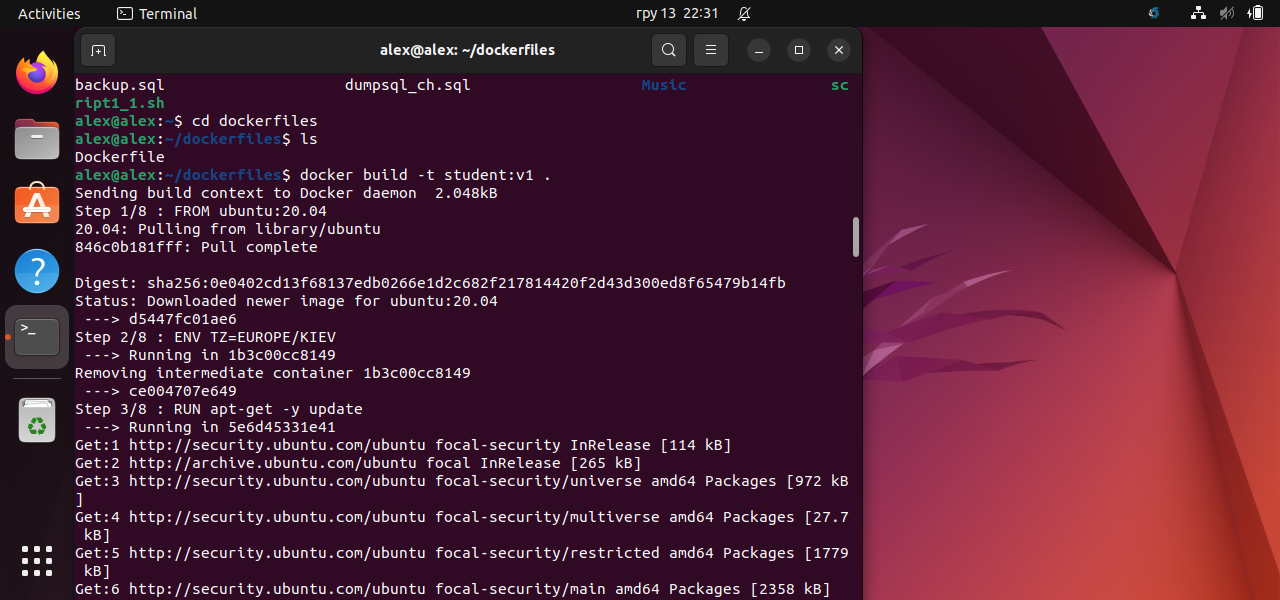 Activities
Terminal
гру 13 22:31
alex@alex: ~/dockerfiles
backup.sql dumpsql_ch.sql Music sc
ript1_1.sh
alex@alex:~$ cd dockerfiles
alex@alex:~/dockerfiles$ ls
Dockerfile
alex@alex:~/dockerfiles$ docker build -t student:v1 .
Sending build context to Docker daemon  2.048kB
Step 1/8 : FROM ubuntu:20.04
20.04: Pulling from library/ubuntu
846c0b181fff: Pull complete
Digest: sha256:0e0402cd13f68137edb0266e1d2c682f217814420f2d43d300ed8f65479b14fb
Status: Downloaded newer image for ubuntu:20.04
---> d5447fc01ae6
Step 2/8 : ENV TZ=EUROPE/KIEV
---> Running in 1b3c00cc8149
Removing intermediate container 1b3c00cc8149
---> ce004707e649
Step 3/8 : RUN apt-get -y update
---> Running in 5e6d45331e41
Get:1 http://security.ubuntu.com/ubuntu focal-security InRelease [114 kB]
Get:2 http://archive.ubuntu.com/ubuntu focal InRelease [265 kB]
Get:3 http://security.ubuntu.com/ubuntu focal-security/universe amd64 Packages [972 kB
]
Get:4 http://security.ubuntu.com/ubuntu focal-security/multiverse amd64 Packages [27.7
kB]
Get:5 http://security.ubuntu.com/ubuntu focal-security/restricted amd64 Packages [1779
kB]
Get:6 http://security.ubuntu.com/ubuntu focal-security/main amd64 Packages [2358 kB]